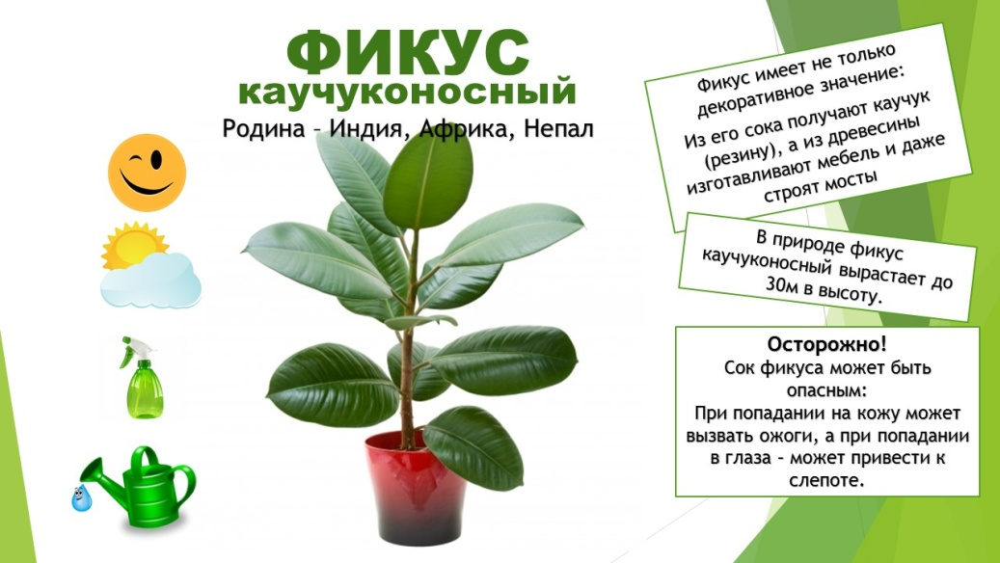 ФИКУС
каучуконосный
Родина – Индия, Африка, Непал
Фикус имеет не только
декоративное значение:
Из его сока получают каучук
(резину), а из древесины
изготавливают мебель и даже
строят мосты
В природе фикус
каучуконосный вырастает до
30м в высоту.
Осторожно!
Сок фикуса может быть
опасным:
При попадании на кожу может
вызвать ожоги, а при попадании
в глаза – может привести к
слепоте.